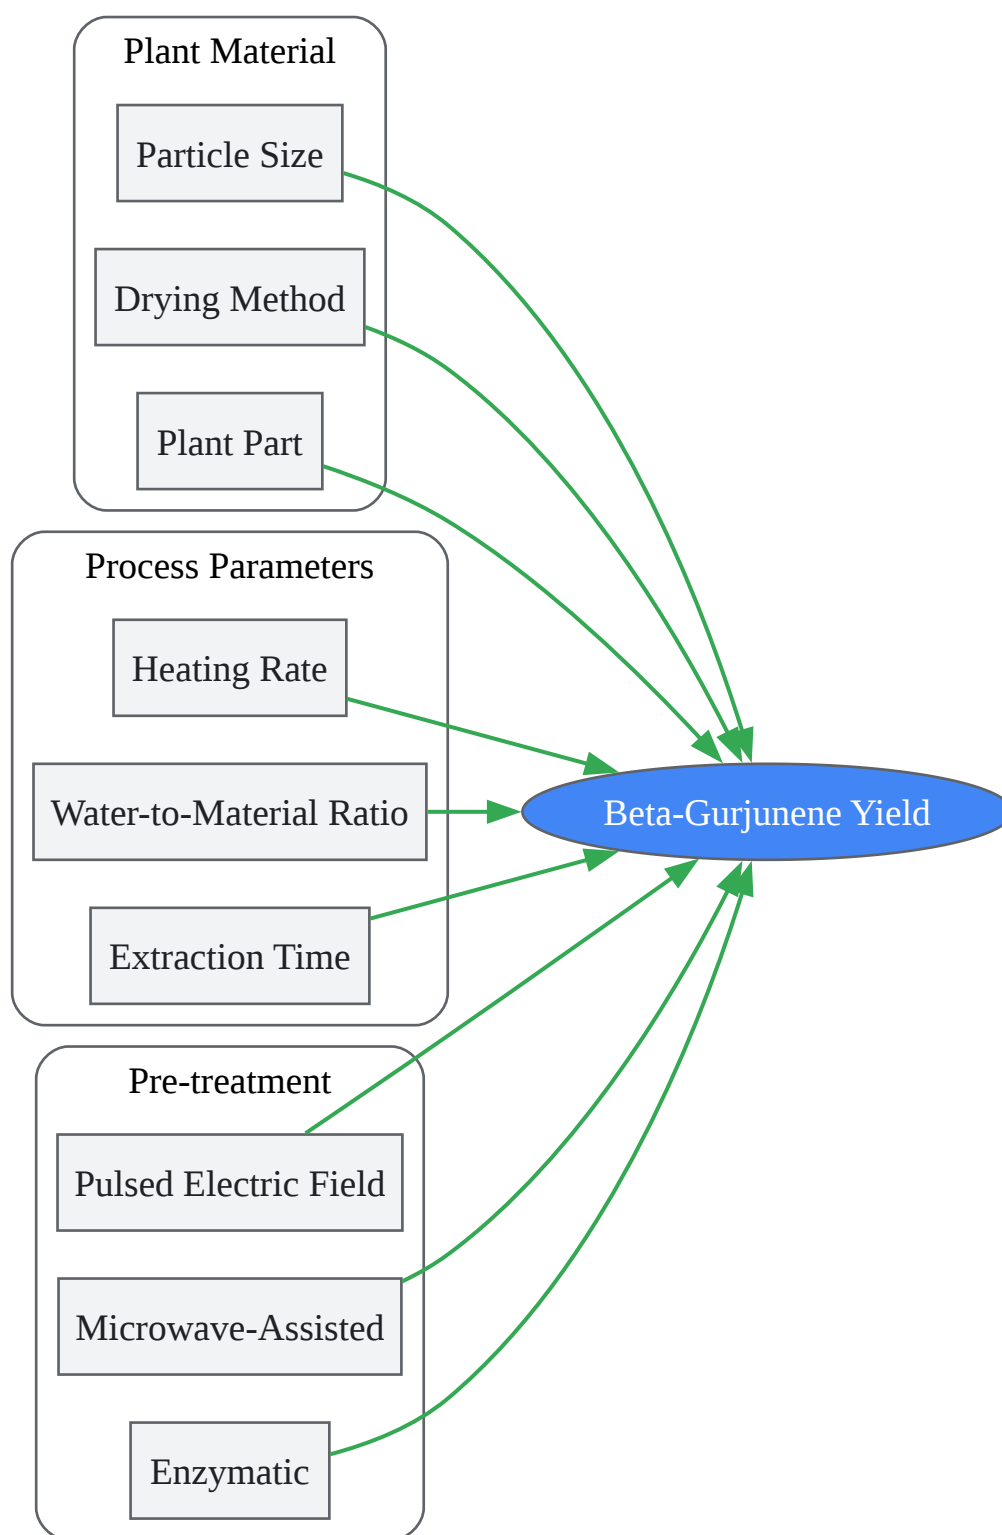 Plant Material
Particle Size
Drying Method
Plant Part
Process Parameters
Heating Rate
Water-to-Material Ratio
Extraction Time
Beta-Gurjunene Yield
Pre-treatment
Pulsed Electric Field
Microwave-Assisted
Enzymatic